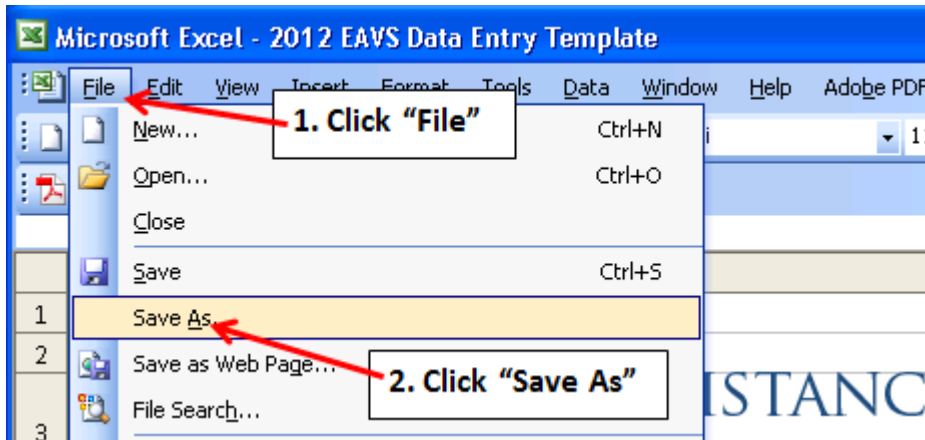 Microsoft Excel - 2012 EAVS Data Entry Template
File Edit View Insert Format Tools Data Window Help Adobe PDF
1. Click “File”
New... Ctrl+N
Open... Ctrl+O
Close
Save Ctrl+S
1 Save As...
2 Save as Web Page...
2. Click “Save As”
File Search...
3